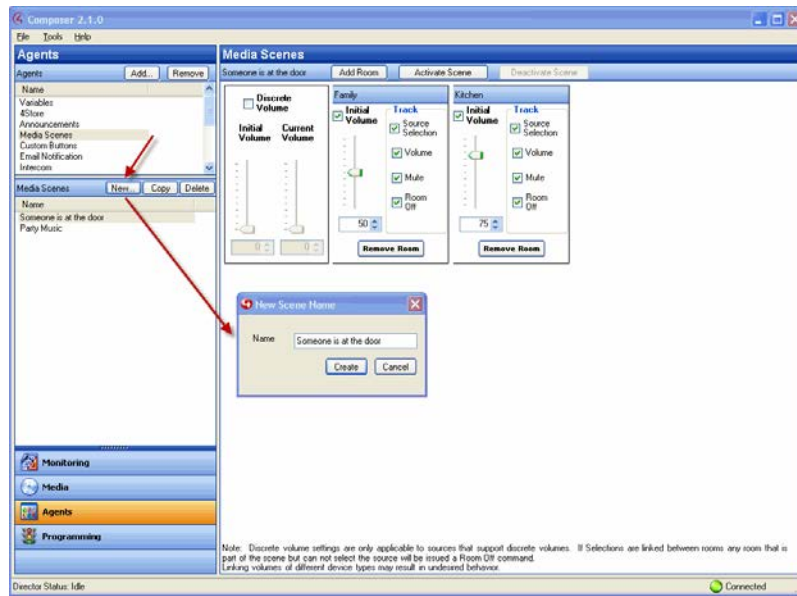 Composer 2.1.0
File Tools Help
Agents
Agents Add... Remove
Name
Variables
4Store
Announcements
Media Scenes
Custom Buttons
Email Notification
Intercom
Media Scenes New... Copy Delete
Name
Someone is at the door
Party Music
Monitoring
Media
Agents
Programming
Media Scenes
Someone is at the door Add Room Activate Scene Deactivate Scene
Discrete Volume
Initial Volume Current Volume
0 0
Family
Initial Volume
Track
Source Selection
Volume
Mute
Room Off
50
Remove Room
Kitchen
Initial Volume
Track
Source Selection
Volume
Mute
Room Off
75
Remove Room
New Scene Name
Name Someone is at the door
Create Cancel
Note: Discrete volume settings are only applicable to sources that support discrete volumes. If Selections are linked between rooms any room that is
part of the scene but can not select the source will be issued a Room Off command.
Linking volumes of different device types may result in undesired behavior.
Director Status: Idle Connected